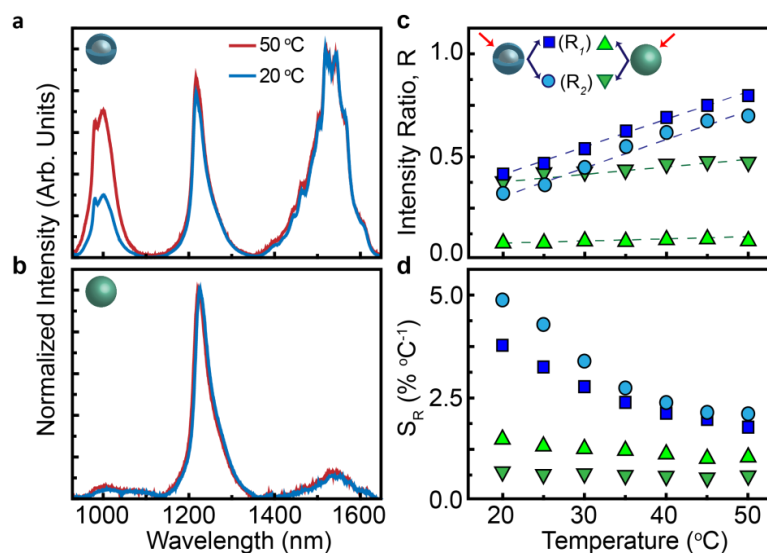 a
50 °C
20 °C
b
Normalized Intensity (Arb. Units)
1000
1200
1400
1600
Wavelength (nm)
c
(R1)
(R2)
Intensity Ratio, R
1.0
0.5
0.0
d
SR (% °C-1)
5.0
2.5
0.0
20
30
40
50
Temperature (°C)